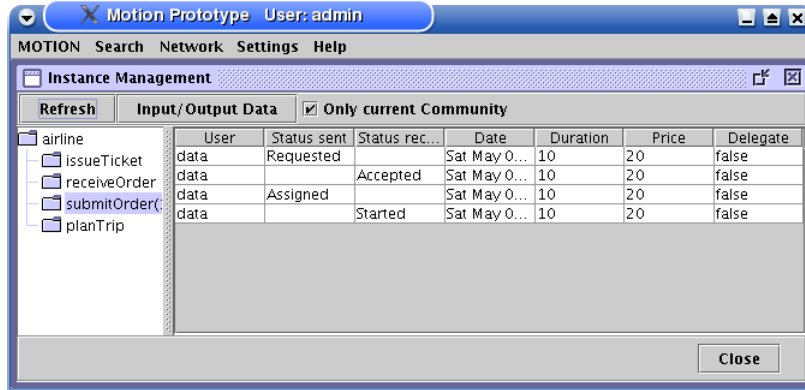 Motion Prototype User: admin
MOTION Search Network Settings Help
Instance Management
Refresh Input/Output Data Only current Community
airline
issueTicket
receiveOrder
submitOrder(
planTrip
User Status sent Status rec... Date Duration Price Delegate
data Requested Sat May 0... 10 20 false
data Accepted Sat May 0... 10 20 false
data Assigned Sat May 0... 10 20 false
data Started Sat May 0... 10 20 false
Close